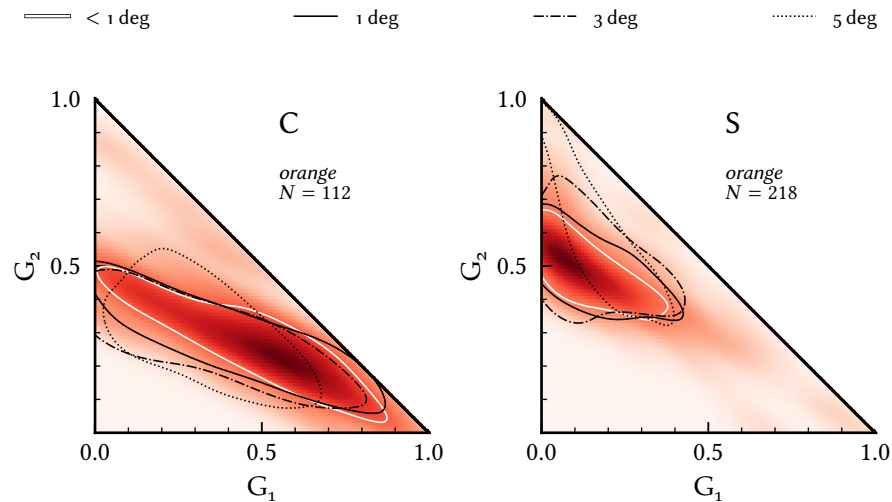 < 1 deg 1 deg 3 deg 5 deg
1.0 1.0
C S
orange orange
N = 112 N = 218
G₂ 0.5 G₂ 0.5
0.0 0.5 1.0 0.0 0.5 1.0
G₁ G₁